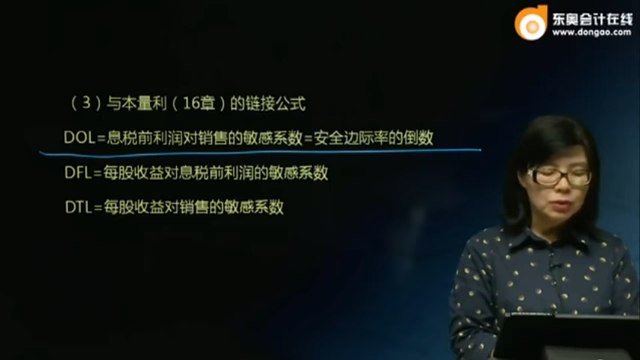 东奥会计在线
www.dongao.com
（3）与本量利（16章）的链接公式
DOL=息税前利润对销售的敏感系数=安全边际率的倒数
DFL=每股收益对息税前利润的敏感系数
DTL=每股收益对销售的敏感系数